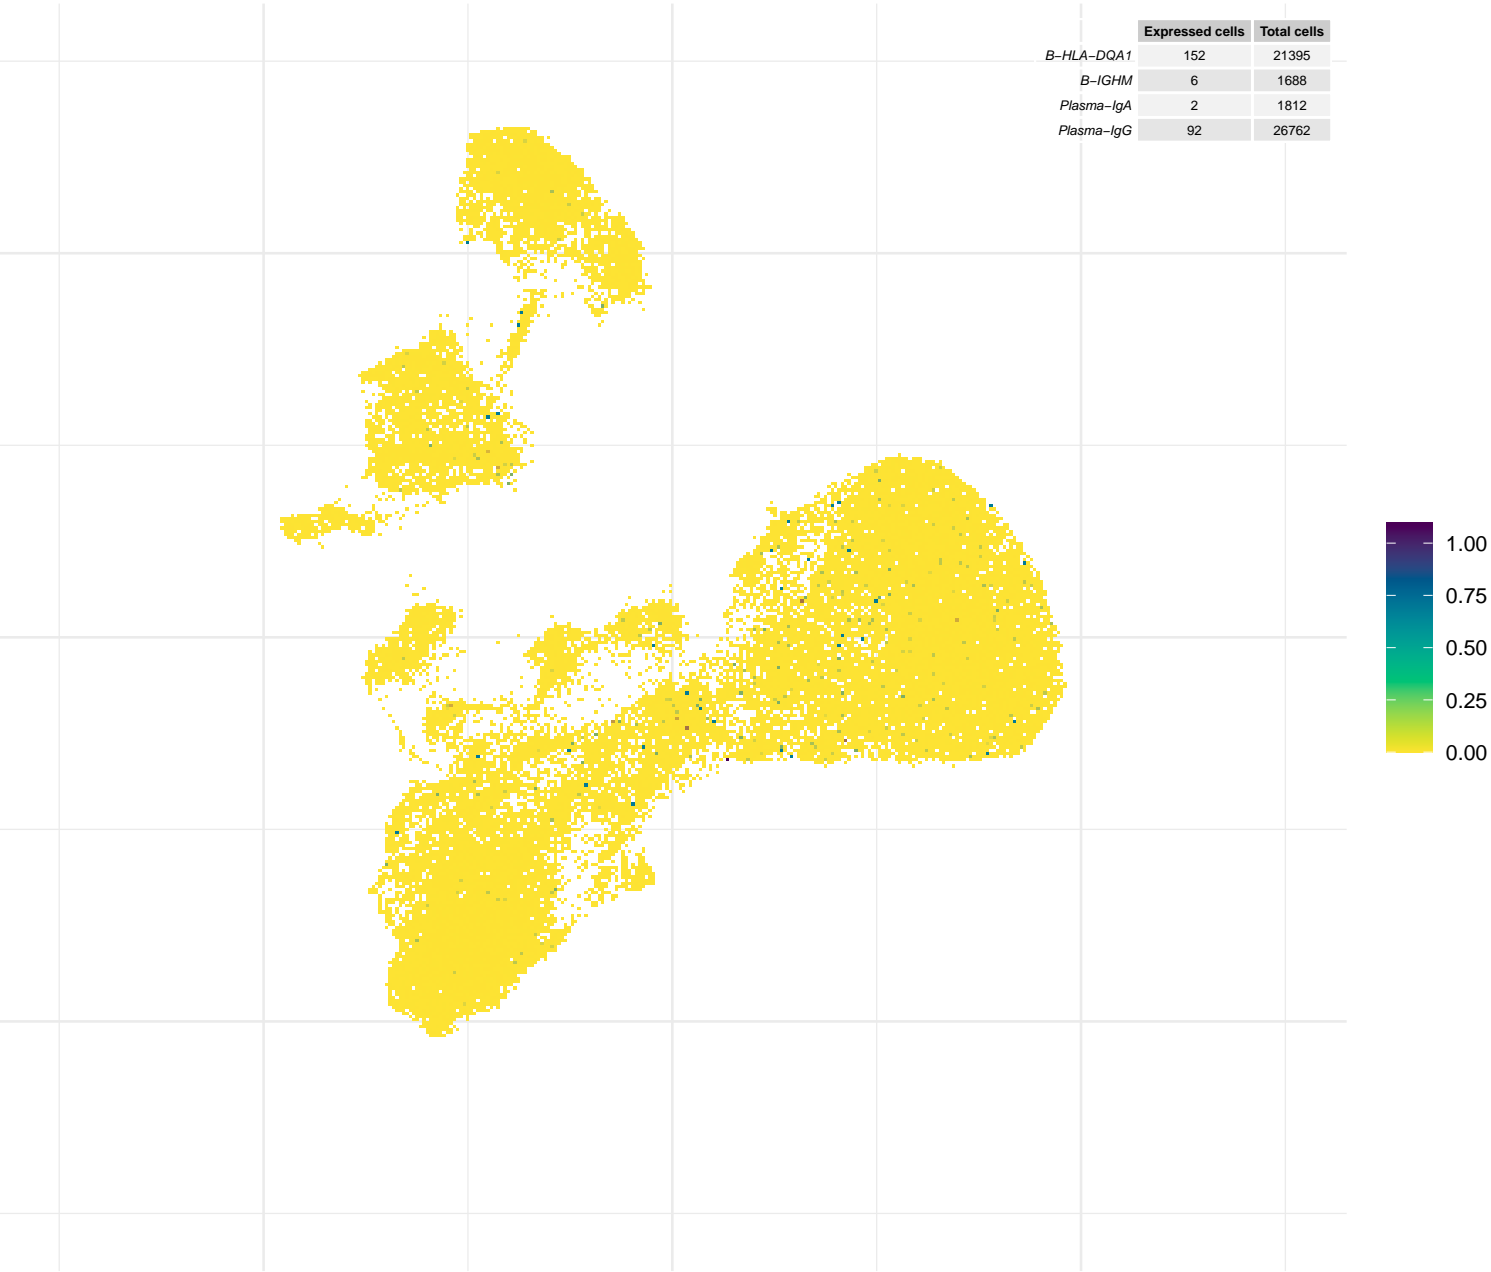 Expressed cells Total cells
B−HLA−DQA1 152 21395
B−IGHM 6 1688
Plasma−IgA 2 1812
Plasma−IgG 92 26762
1.00
0.75
0.50
0.25
0.00